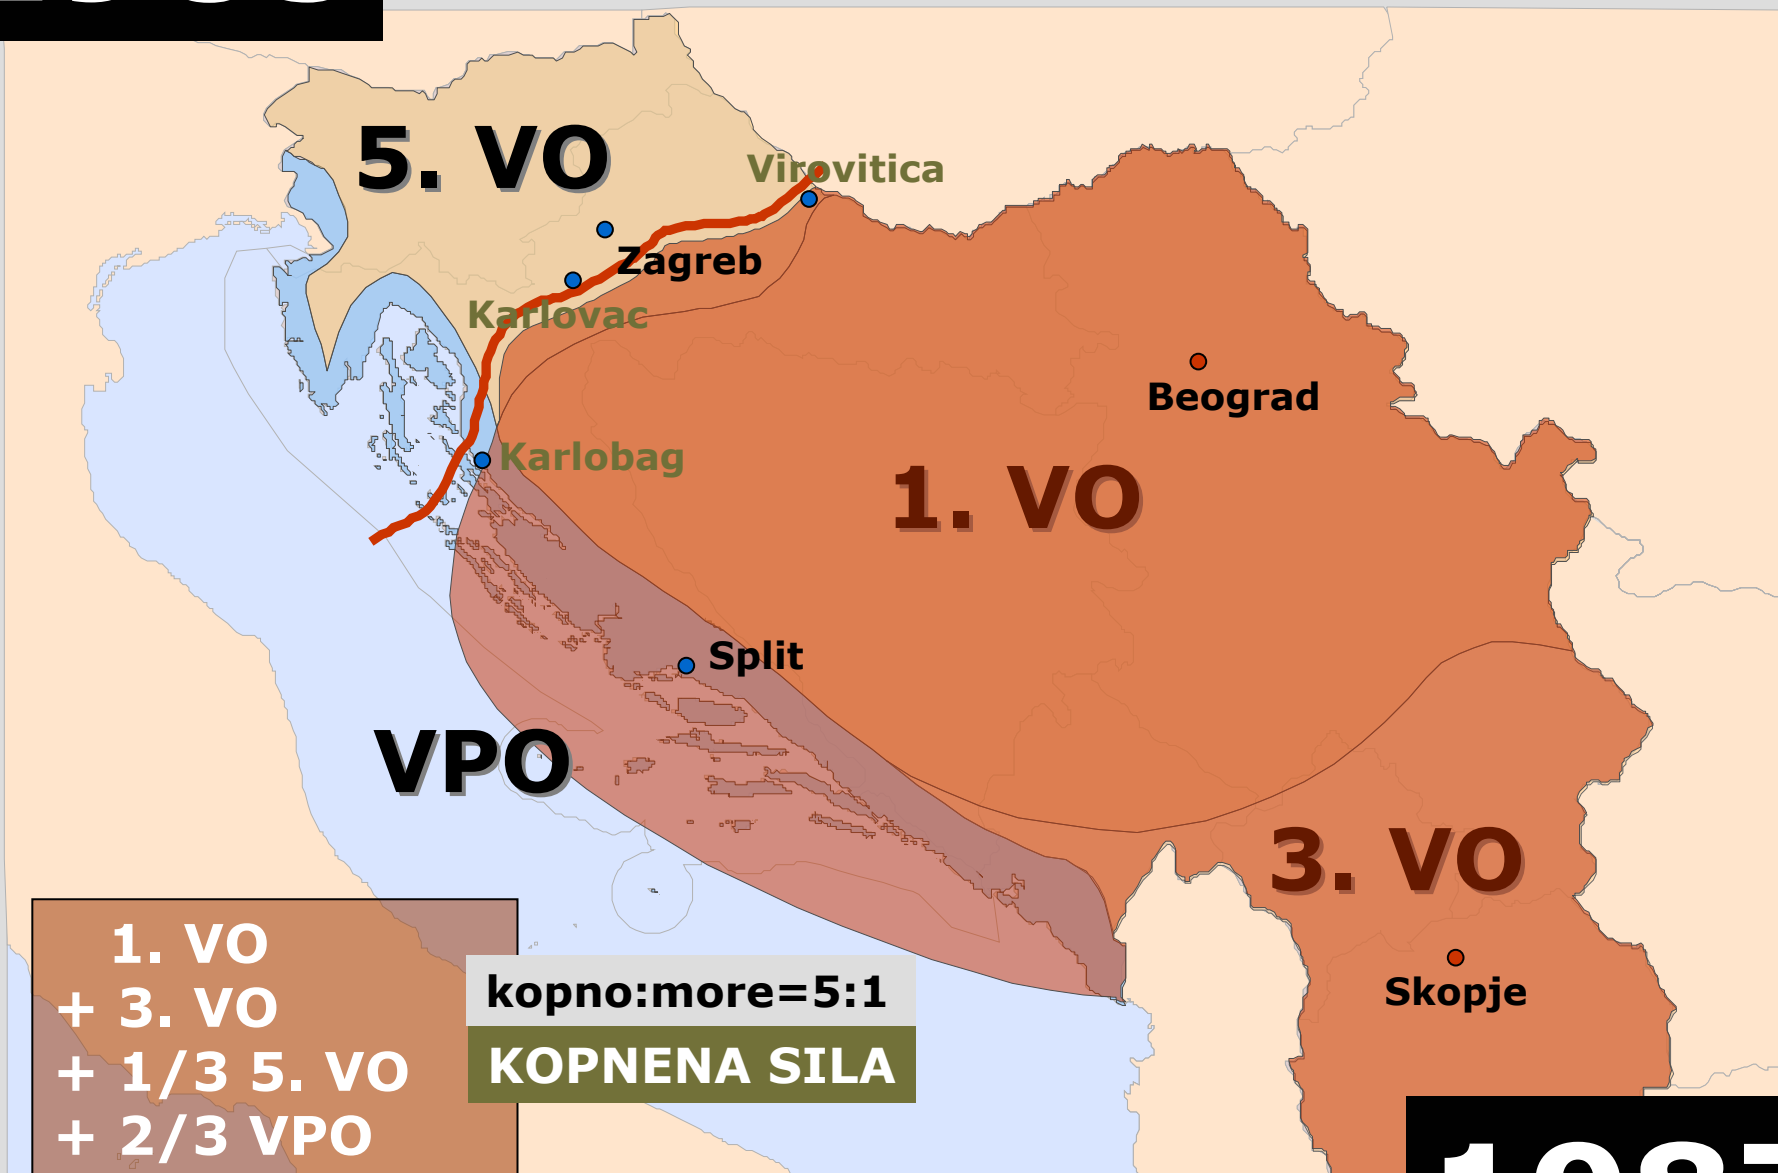 5. VO
Virovitica
Zagreb
Karlovac
Beograd
Karlobag
1. VO
Split
VPO
3. VO
Skopje
1. VO
+ 3. VO
+ 1/3 5. VO
+ 2/3 VPO
kopno:more=5:1
KOPNENA SILA